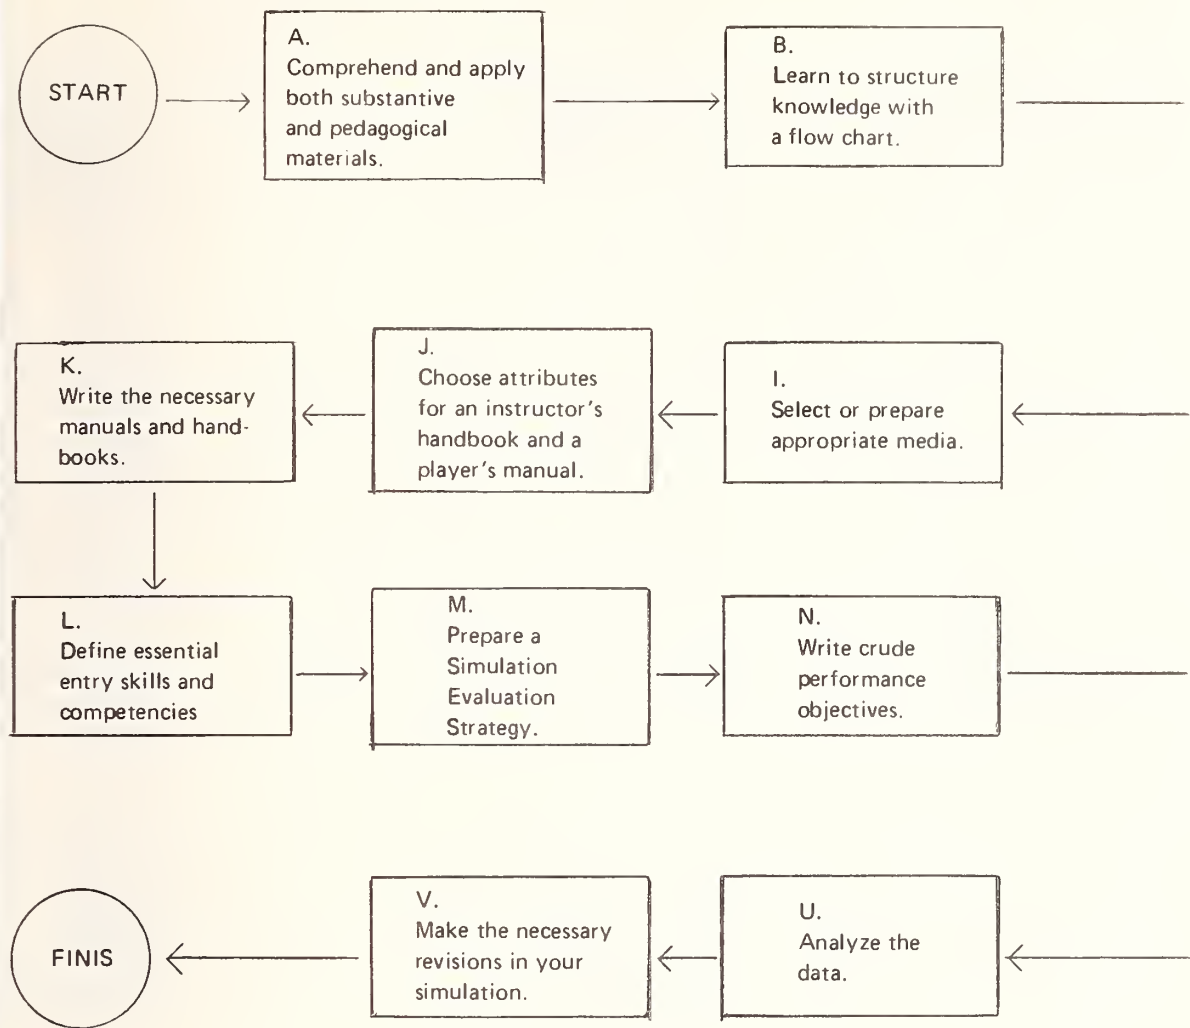 START
A.
Comprehend and apply
both substantive
and pedagogical
materials.
B.
Learn to structure
knowledge with
a flow chart.
K.
Write the necessary
manuals and hand-
books.
J.
Choose attributes
for an instructor's
handbook and a
player's manual.
I.
Select or prepare
appropriate media.
L.
Define essential
entry skills and
competencies
M.
Prepare a
Simulation
Evaluation
Strategy.
N.
Write crude
performance
objectives.
FINIS
V.
Make the necessary
revisions in your
simulation.
U.
Analyze the
data.